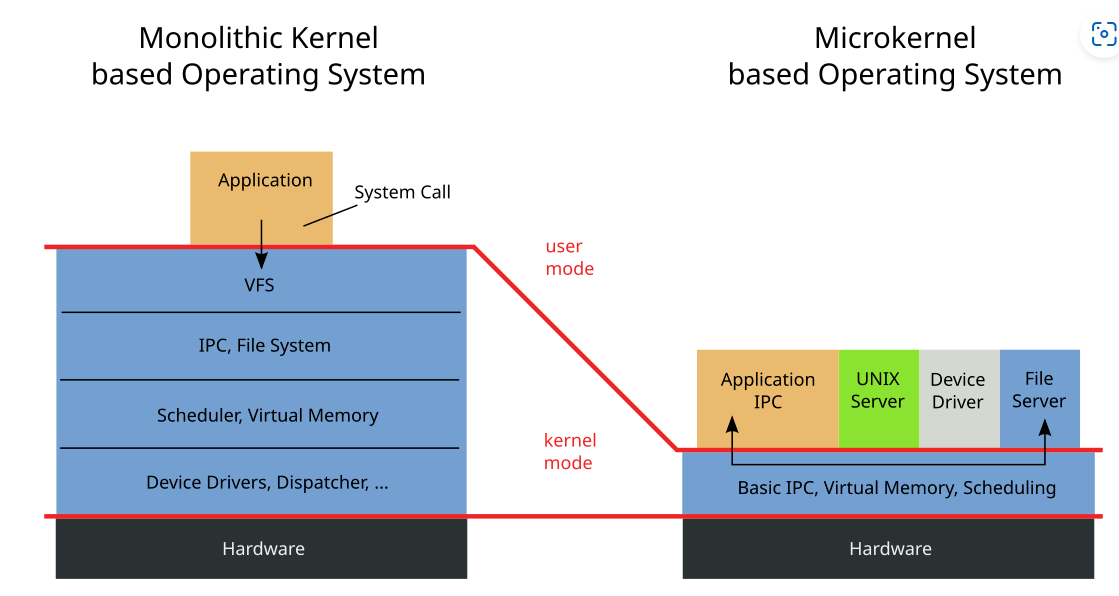 Monolithic Kernel
based Operating System
Microkernel
based Operating System
Application
System Call
user
mode
VFS
IPC, File System
Scheduler, Virtual Memory
Device Drivers, Dispatcher, ...
Hardware
kernel
mode
Application
IPC
UNIX
Server
Device
Driver
File
Server
Basic IPC, Virtual Memory, Scheduling
Hardware